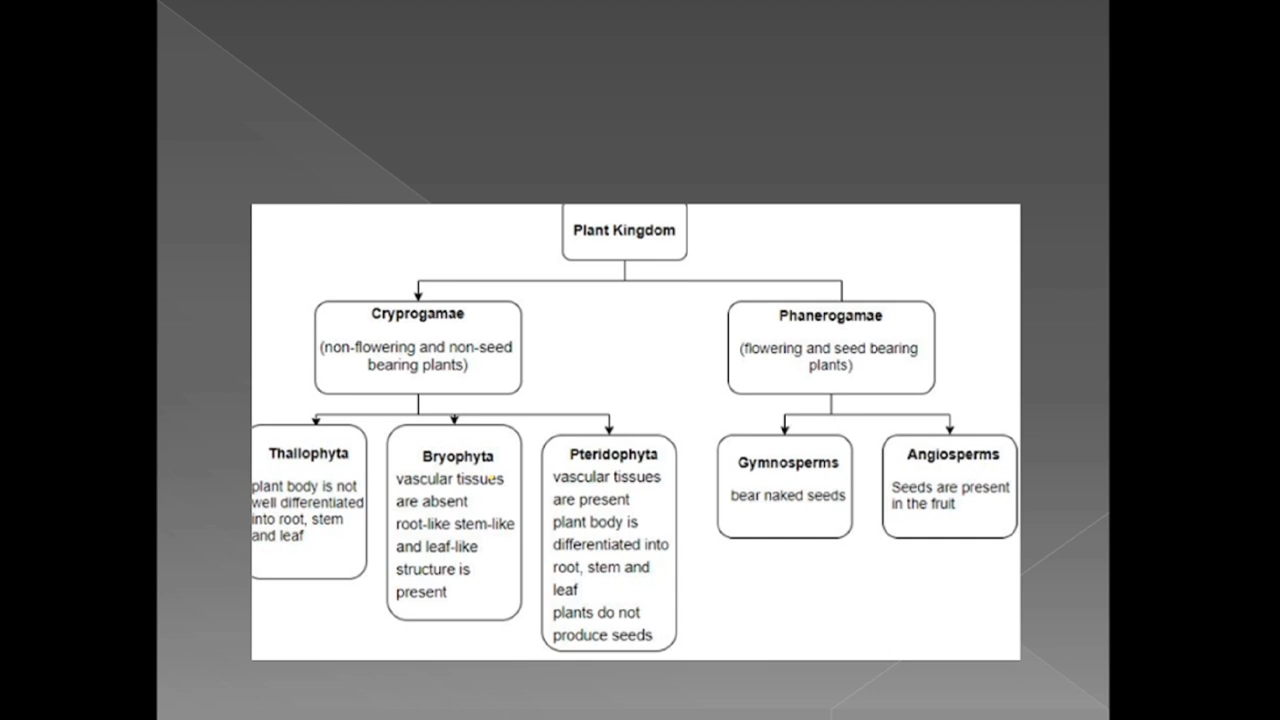 Plant Kingdom
Cryprogamae
(non-flowering and non-seed
bearing plants)
Phanerogamae
(flowering and seed bearing
plants)
Thallophyta
plant body is not
well differentiated
into root, stem
and leaf
Bryophyta
vascular tissues
are absent
root-like stem-like
and leaf-like
structure is
present
Pteridophyta
vascular tissues
are present
plant body is
differentiated into
root, stem and
leaf
plants do not
produce seeds
Gymnosperms
bear naked seeds
Angiosperms
Seeds are present
in the fruit